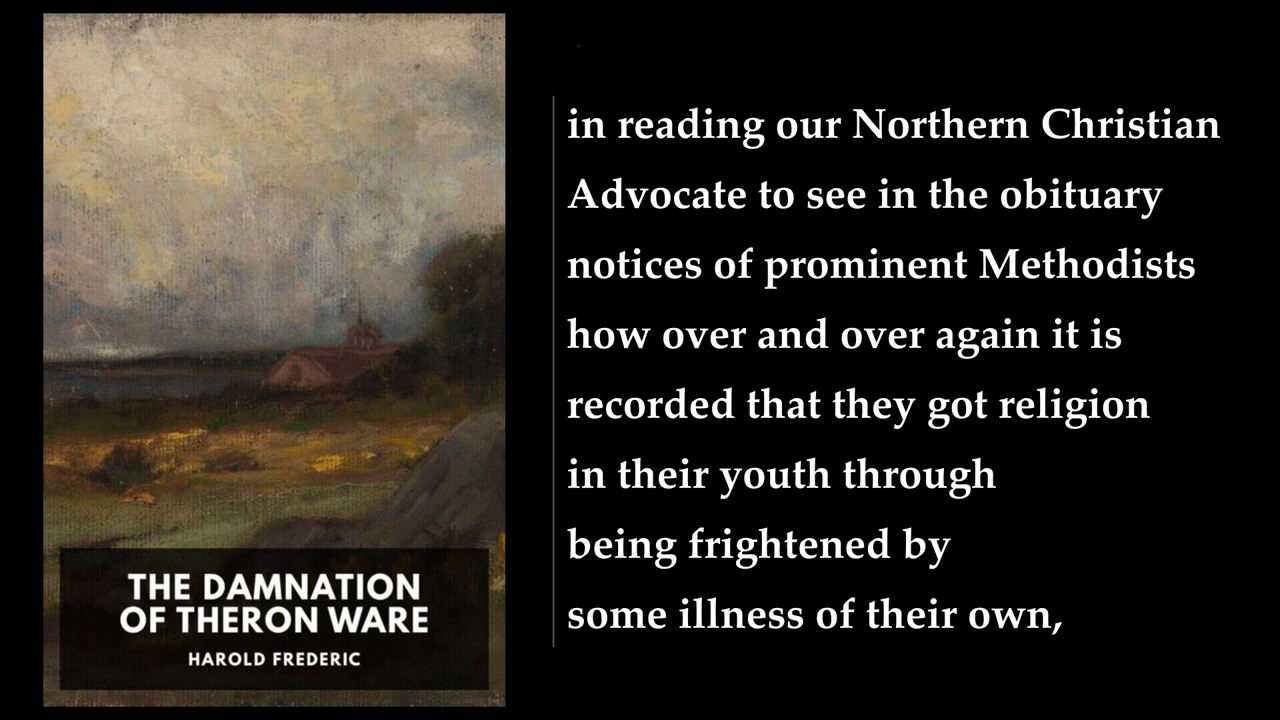 in reading our Northern Christian
Advocate to see in the obituary
notices of prominent Methodists
how over and over again it is
recorded that they got religion
in their youth through
being frightened by
some illness of their own,
THE DAMNATION
OF THERON WARE
HAROLD FREDERIC